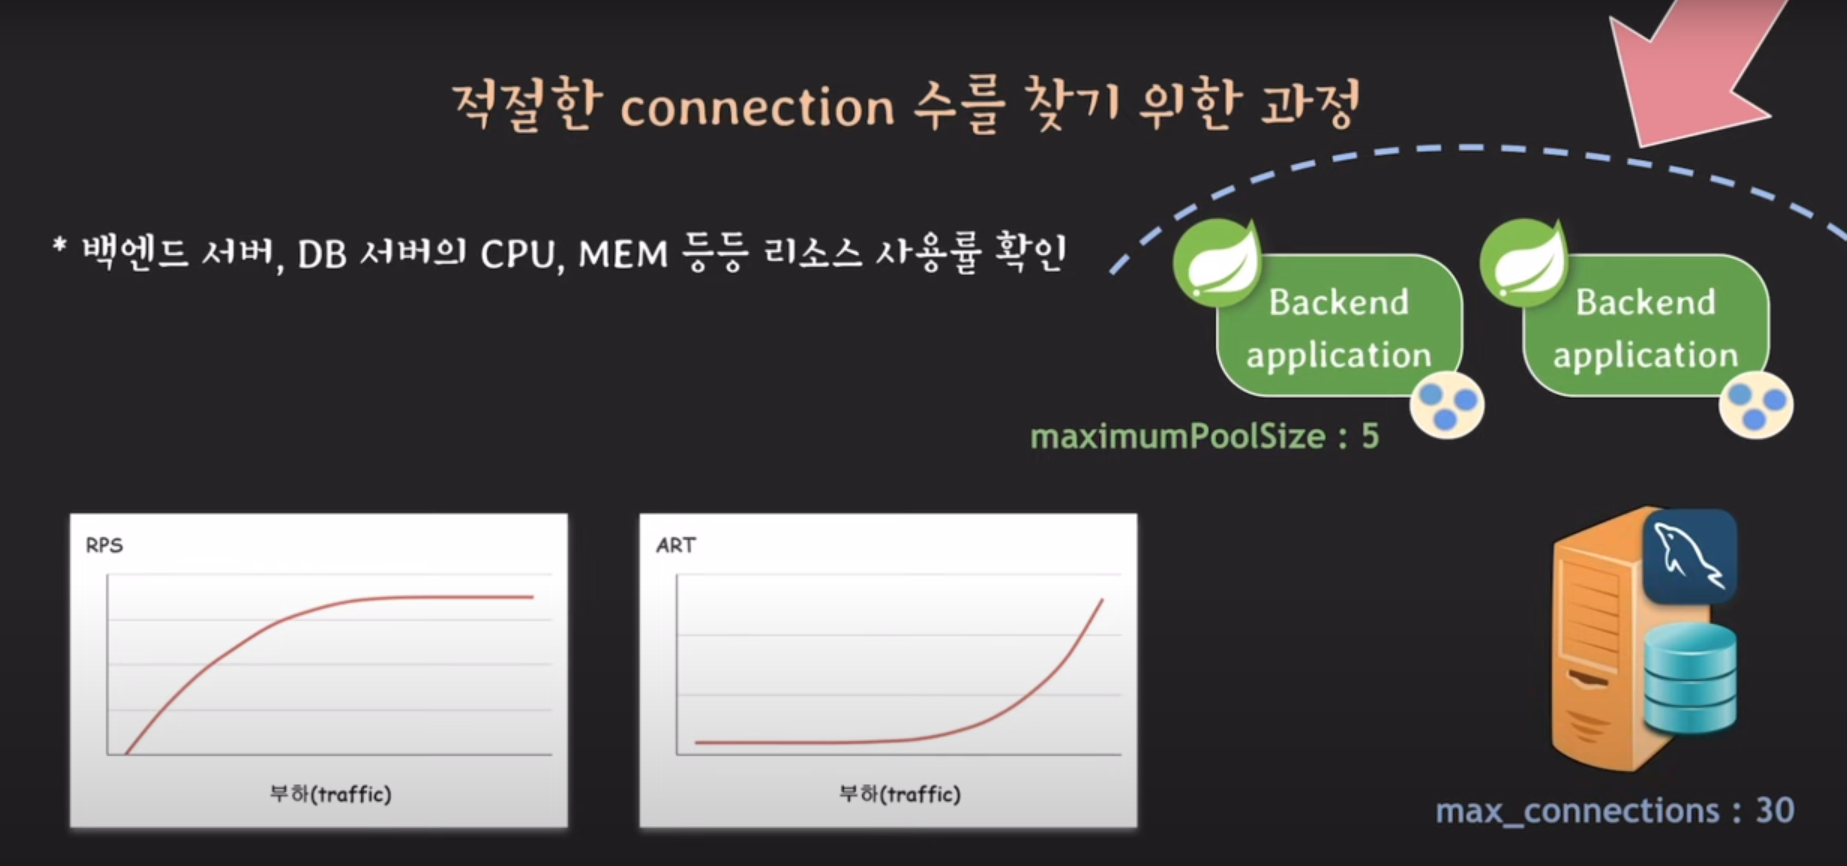 적절한 connection 수를 찾기 위한 과정
* 백엔드 서버, DB 서버의 CPU, MEM 등등 리소스 사용률 확인
Backend
application
Backend
application
maximumPoolSize : 5
RPS
부하(traffic)
ART
부하(traffic)
max_connections : 30